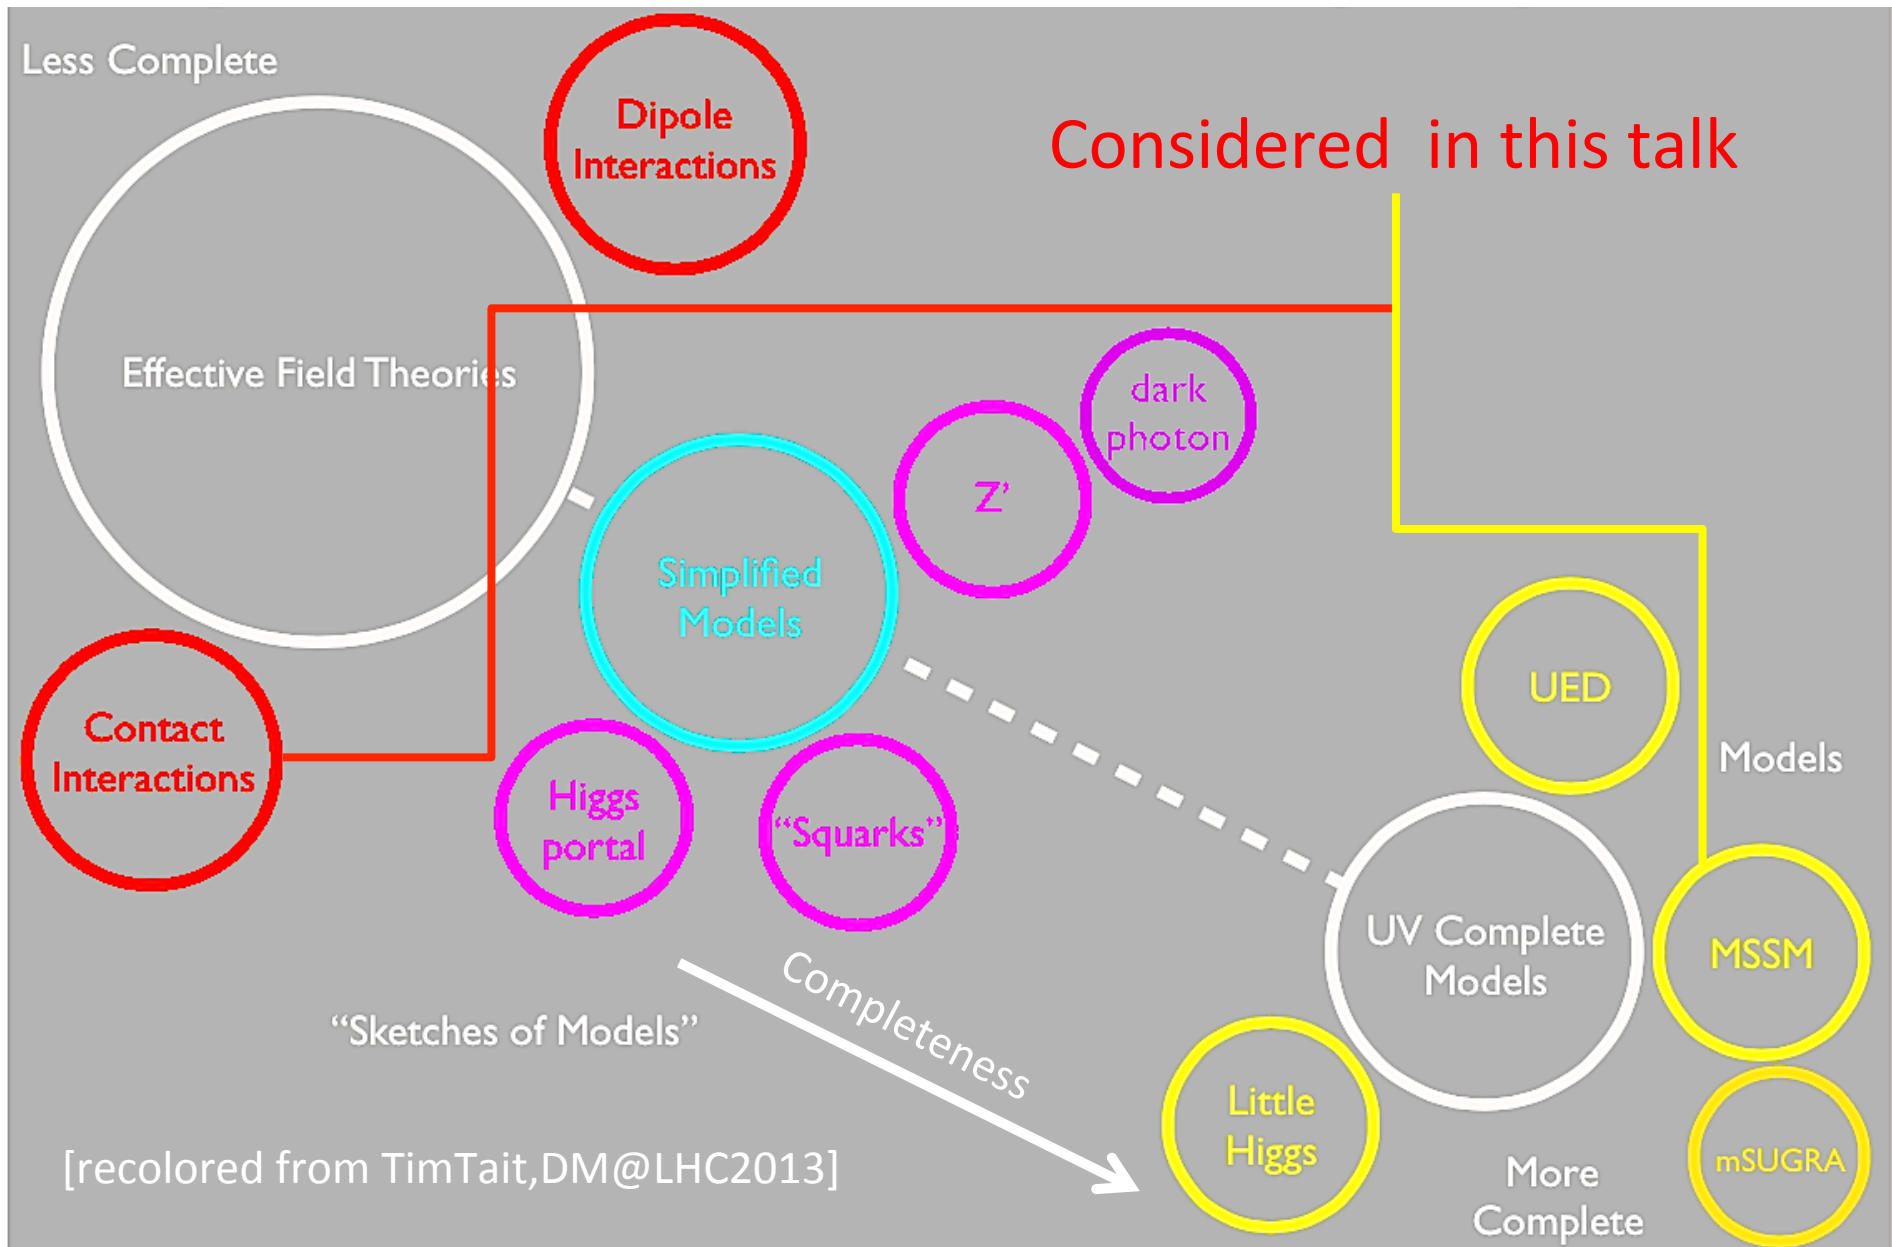 Less Complete
Dipole
Interactions
Considered in this talk
Effective Field Theories
dark
photon
Z’
Simplified
Models
UED
Contact
Interactions
Models
Higgs
portal
“Squarks”
UV Complete
Models
MSSM
“Sketches of Models”
Completeness
Little
Higgs
[recolored from TimTait,DM@LHC2013]
More
Complete
mSUGRA